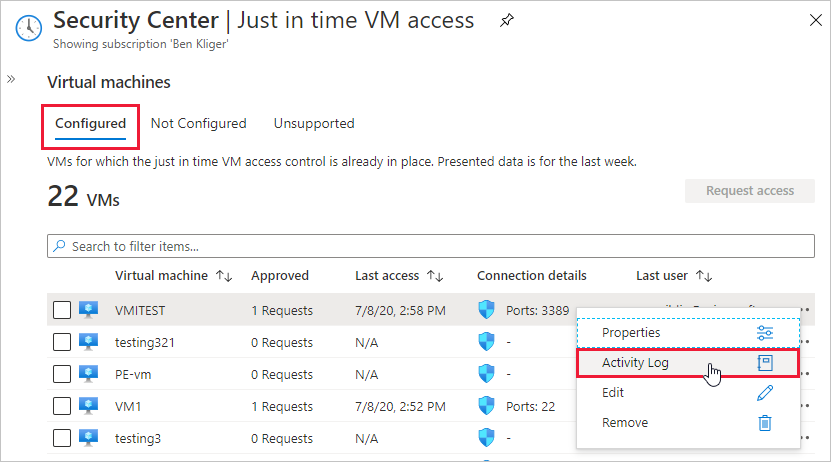 Security Center | Just in time VM access
Showing subscription 'Ben Kliger'
Virtual machines
Configured Not Configured Unsupported
VMs for which the just in time VM access control is already in place. Presented data is for the last week.
22 VMs
Request access
Search to filter items...
Virtual machine Approved Last access Connection details Last user
VMITEST 1 Requests 7/8/20, 2:58 PM Ports: 3389
testing321 0 Requests N/A -
PE-vm 0 Requests N/A -
VM1 1 Requests 7/8/20, 2:52 PM Ports: 22
testing3 0 Requests N/A -
Properties
Activity Log
Edit
Remove